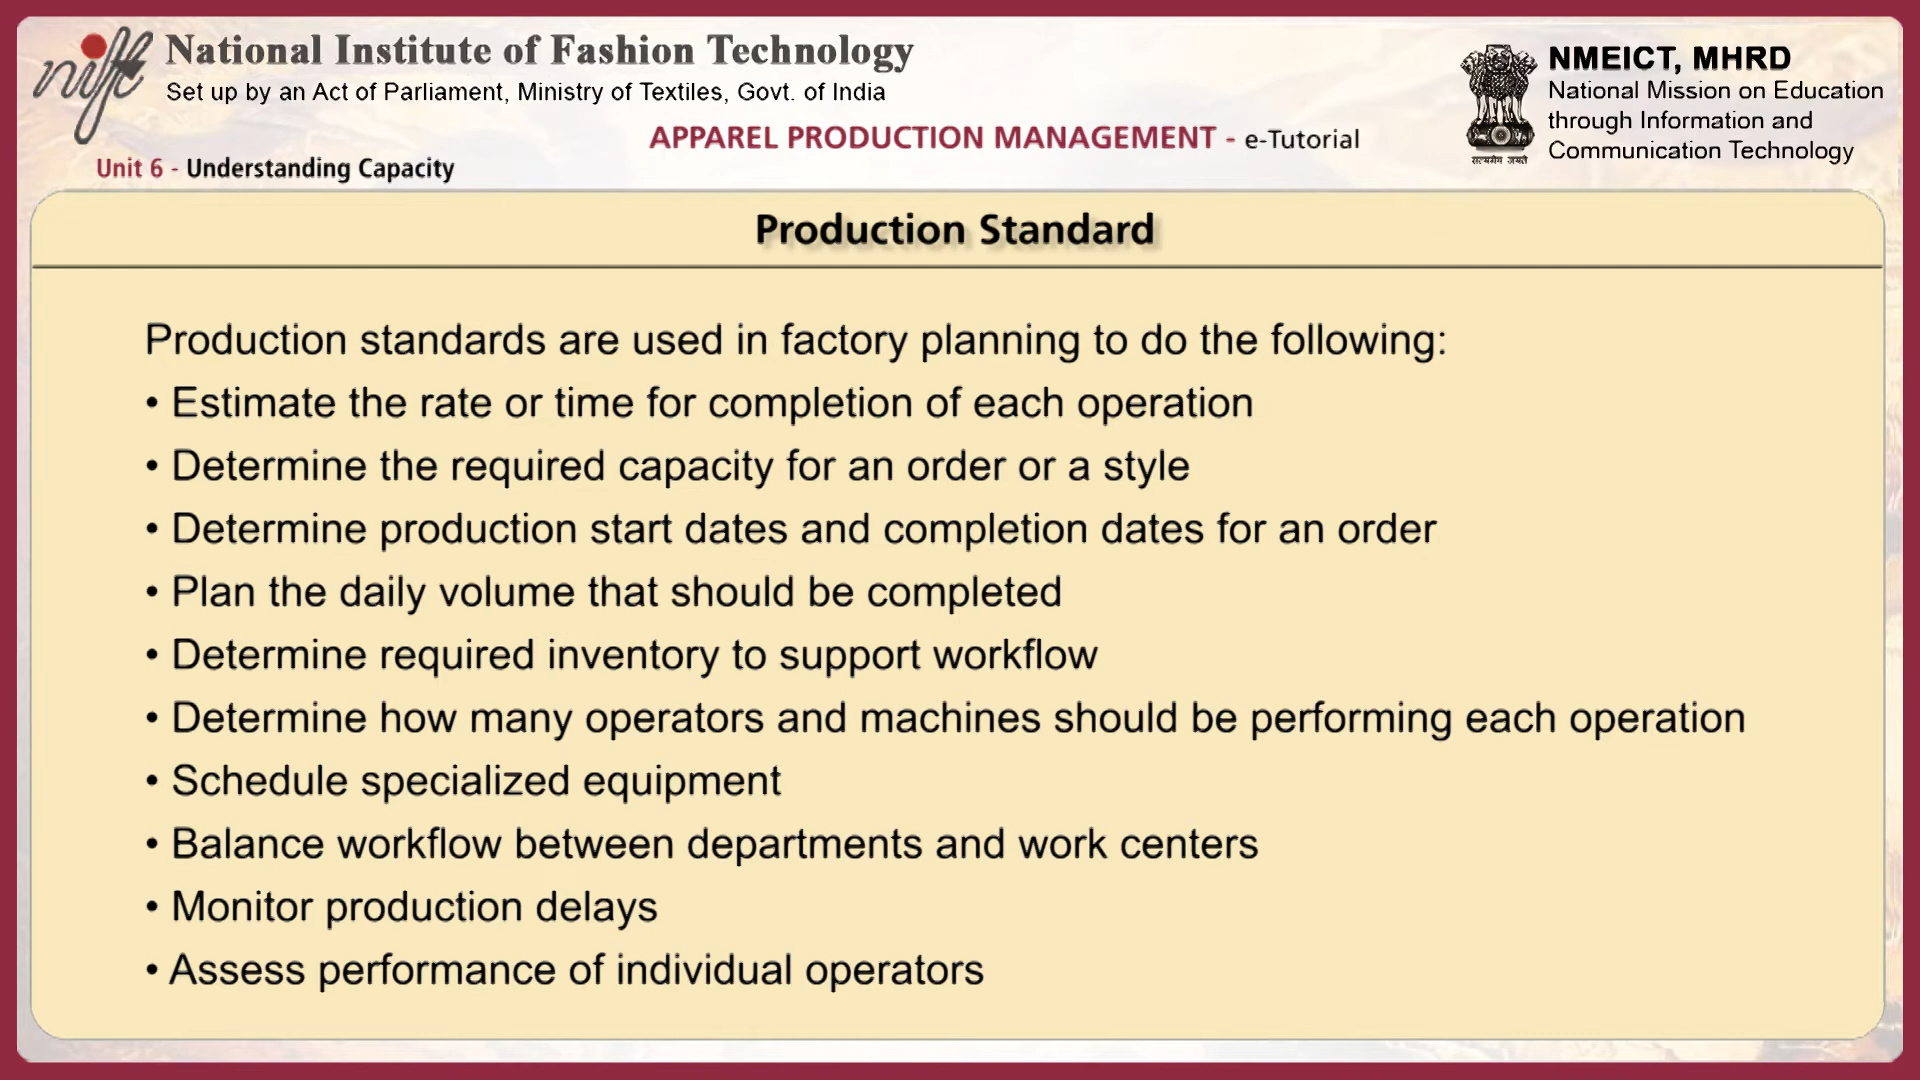 nift
National Institute of Fashion Technology
Set up by an Act of Parliament, Ministry of Textiles, Govt. of India
APPAREL PRODUCTION MANAGEMENT - e-Tutorial
Unit 6 - Understanding Capacity
सत्यमेव जयते
NMEICT, MHRD
National Mission on Education
through Information and
Communication Technology
Production Standard
Production standards are used in factory planning to do the following:
• Estimate the rate or time for completion of each operation
• Determine the required capacity for an order or a style
• Determine production start dates and completion dates for an order
• Plan the daily volume that should be completed
• Determine required inventory to support workflow
• Determine how many operators and machines should be performing each operation
• Schedule specialized equipment
• Balance workflow between departments and work centers
• Monitor production delays
• Assess performance of individual operators